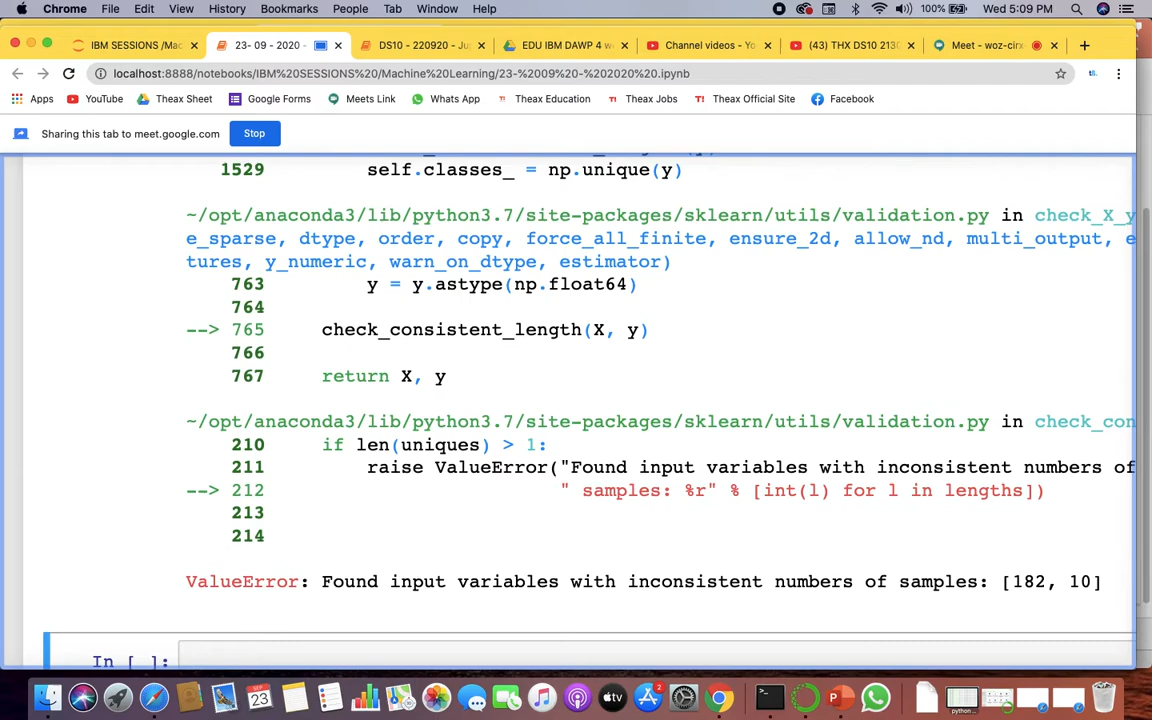 Chrome File Edit View History Bookmarks People Tab Window Help 100% Wed 5:09 PM
IBM SESSIONS /Mac 23- 09 - 2020 - DS10 - 220920 - Ju EDU IBM DAWP 4 w Channel videos - Yo (43) THX DS10 2130 Meet - woz-cirx
localhost:8888/notebooks/IBM%20SESSIONS%20/Machine%20Learning/23-%2009%20-%202020%20.ipynb
Apps YouTube Theax Sheet Google Forms Meets Link Whats App Theax Education Theax Jobs Theax Official Site Facebook
Sharing this tab to meet.google.com Stop
1529 self.classes_ = np.unique(y)
~/opt/anaconda3/lib/python3.7/site-packages/sklearn/utils/validation.py in check_X_y
e_sparse, dtype, order, copy, force_all_finite, ensure_2d, allow_nd, multi_output, e
tures, y_numeric, warn_on_dtype, estimator)
763 y = y.astype(np.float64)
764
--> 765 check_consistent_length(X, y)
766
767 return X, y
~/opt/anaconda3/lib/python3.7/site-packages/sklearn/utils/validation.py in check_con
210 if len(uniques) > 1:
211 raise ValueError("Found input variables with inconsistent numbers of
--> 212 " samples: %r" % [int(l) for l in lengths])
213
214
ValueError: Found input variables with inconsistent numbers of samples: [182, 10]
In [ ]:
SEP
23
tv
2
python...